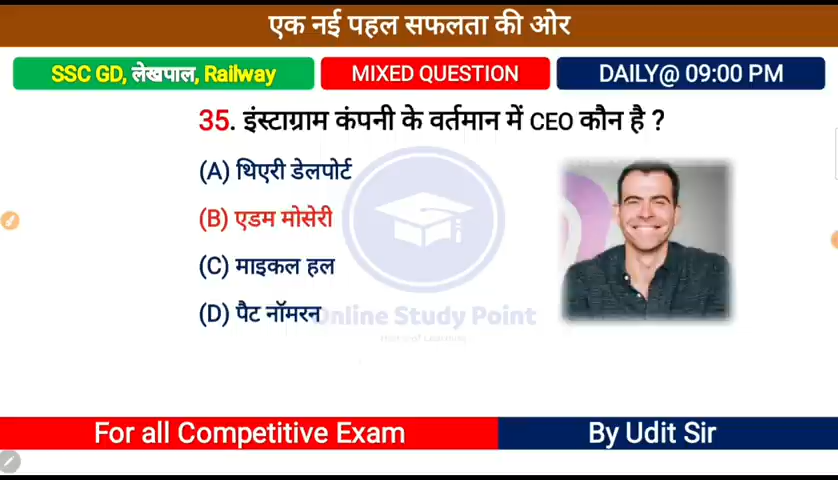 एक नई पहल सफलता की ओर
SSC GD, लेखपाल, Railway
MIXED QUESTION
DAILY@ 09:00 PM
35. इंस्टाग्राम कंपनी के वर्तमान में CEO कौन है ?
(A) थिएरी डेलपोर्ट
(B) एडम मोसेरी
(C) माइकल हल
(D) पैट नॉमरन
Online Study Point
For all Competitive Exam
By Udit Sir